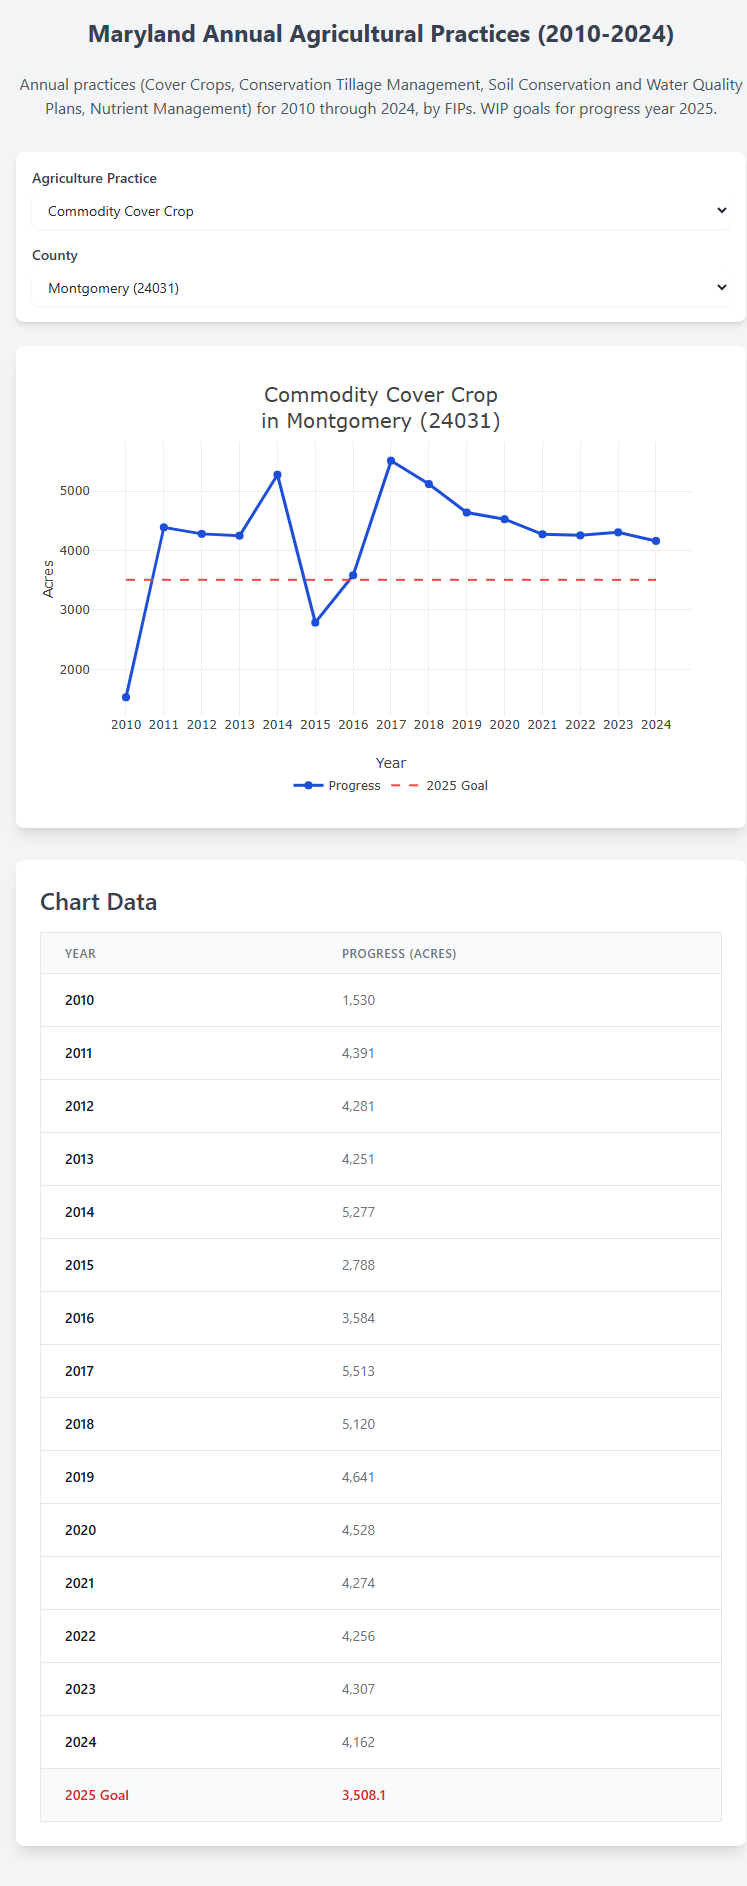 Maryland Annual Agricultural Practices (2010-2024)
Annual practices (Cover Crops, Conservation Tillage Management, Soil Conservation and Water Quality
Plans, Nutrient Management) for 2010 through 2024, by FIPs. WIP goals for progress year 2025.
Agriculture Practice
Commodity Cover Crop
County
Montgomery (24031)
Commodity Cover Crop
in Montgomery (24031)
5000
4000
3000
2000
Acres
2010 2011 2012 2013 2014 2015 2016 2017 2018 2019 2020 2021 2022 2023 2024
Year
Progress 2025 Goal
Chart Data
YEAR PROGRESS (ACRES)
2010 1,530
2011 4,391
2012 4,281
2013 4,251
2014 5,277
2015 2,788
2016 3,584
2017 5,513
2018 5,120
2019 4,641
2020 4,528
2021 4,274
2022 4,256
2023 4,307
2024 4,162
2025 Goal 3,508.1